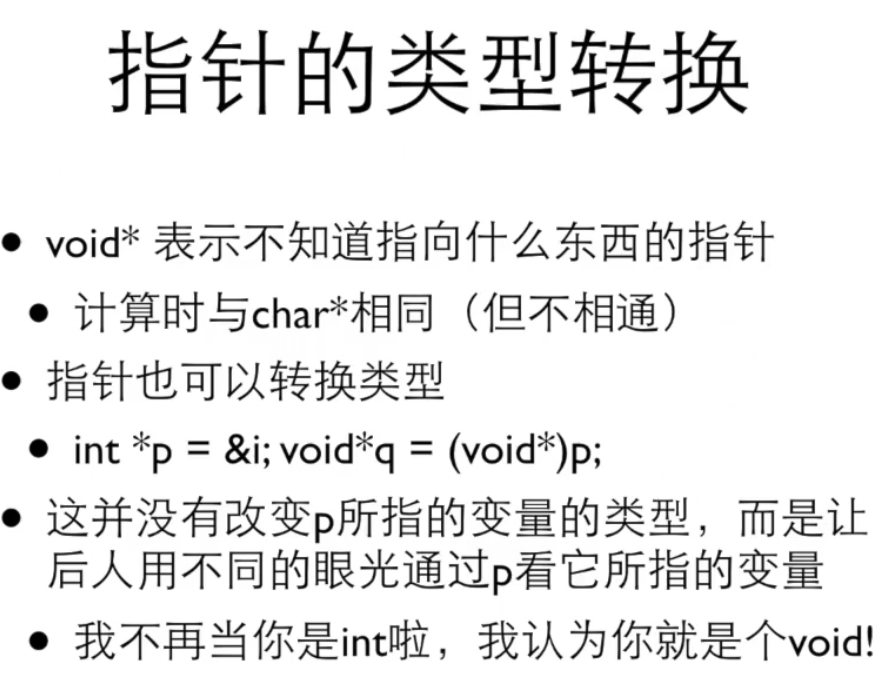 指针的类型转换
• void* 表示不知道指向什么东西的指针
• 计算时与char*相同（但不相通）
• 指针也可以转换类型
• int *p = &i; void*q = (void*)p;
• 这并没有改变p所指的变量的类型，而是让
后人用不同的眼光通过p看它所指的变量
• 我不再当你是int啦，我认为你就是个void!